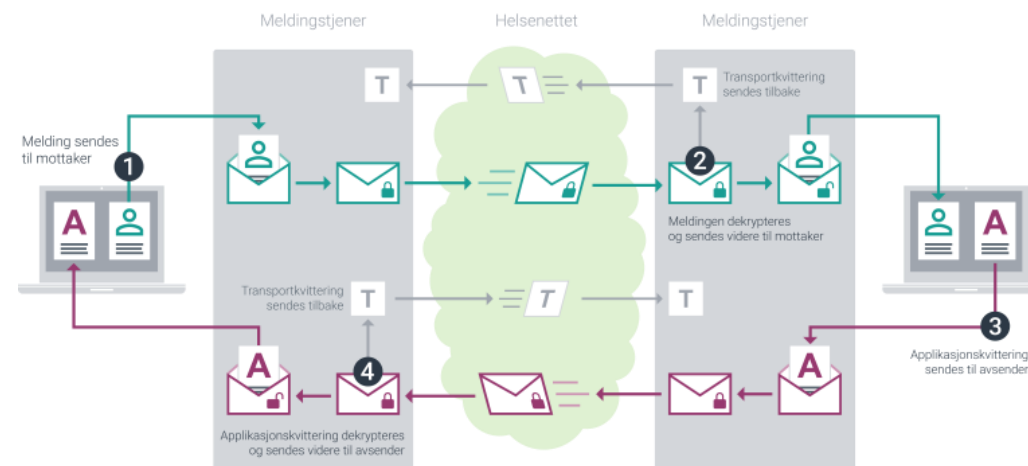 Meldingstjener
Helsenettet
Meldingstjener
T
T
T
Transportkvittering
sendes tilbake
Melding sendes
til mottaker
1
2
A
A
Meldingen dekrypteres
og sendes videre til mottaker
Transportkvittering
sendes tilbake
T
T
T
3
Applikasjonskvittering
sendes til avsender
A
4
A
Applikasjonskvittering dekrypteres
og sendes videre til avsender